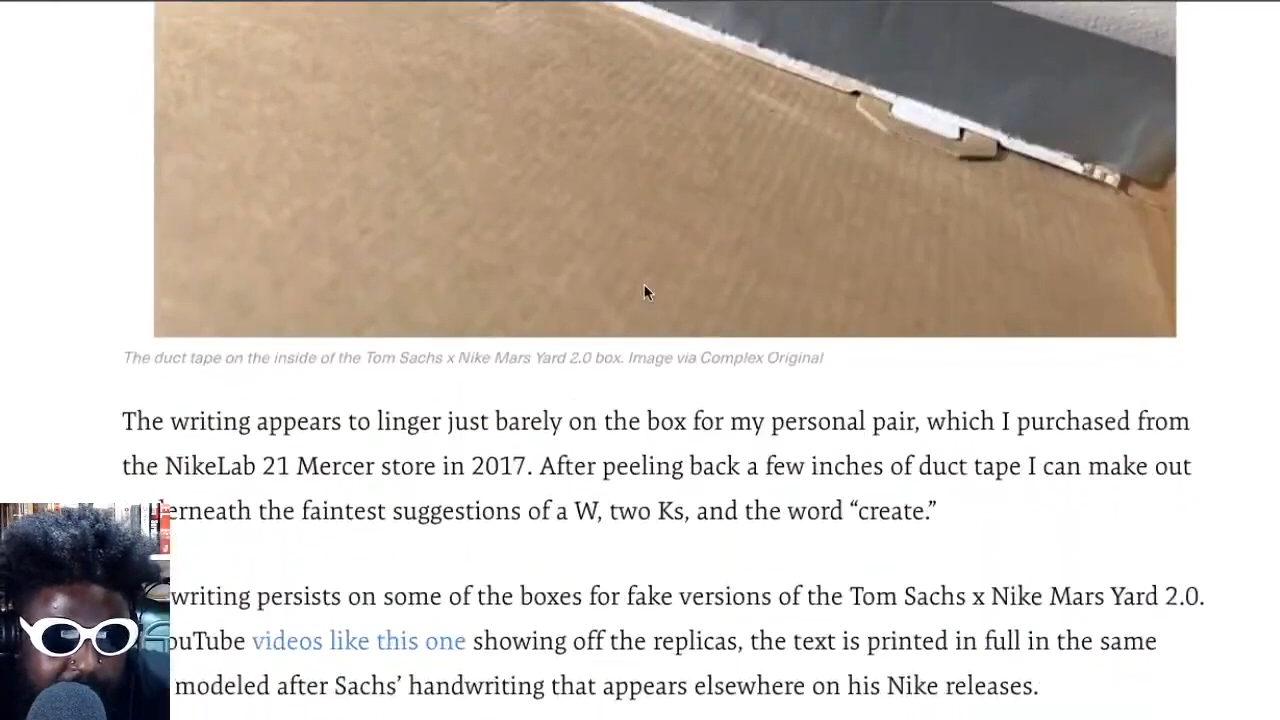 The duct tape on the inside of the Tom Sachs x Nike Mars Yard 2.0 box. Image via Complex Original
The writing appears to linger just barely on the box for my personal pair, which I purchased from
the NikeLab 21 Mercer store in 2017. After peeling back a few inches of duct tape I can make out
erneath the faintest suggestions of a W, two Ks, and the word “create.”
writing persists on some of the boxes for fake versions of the Tom Sachs x Nike Mars Yard 2.0.
ouTube videos like this one showing off the replicas, the text is printed in full in the same
modeled after Sachs’ handwriting that appears elsewhere on his Nike releases.